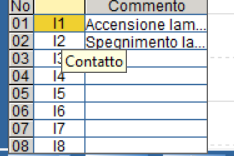 No Commento
01 I1 Accensione lam...
02 I2 Spegnimento la...
03 I3 Contatto
04 I4
05 I5
06 I6
07 I7
08 I8